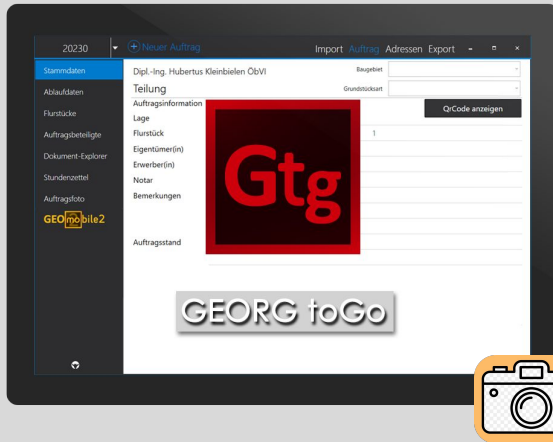 20230
Neuer Auftrag
Import Auftrag Adressen Export
Stammdaten
Ablaufdaten
Flurstücke
Auftragsbeteiligte
Dokument-Explorer
Stundenzettel
Auftragsfoto
GEOmobile2
Dipl.-Ing. Hubertus Kleinbielen ÖbVI
Baugebiet
Teilung
Grundstücksart
Auftragsinformation
QrCode anzeigen
Lage
Flurstück
1
Eigentümer(in)
Erwerber(in)
Notar
Bemerkungen
Auftragsstand
Gtg
GEORG toGo